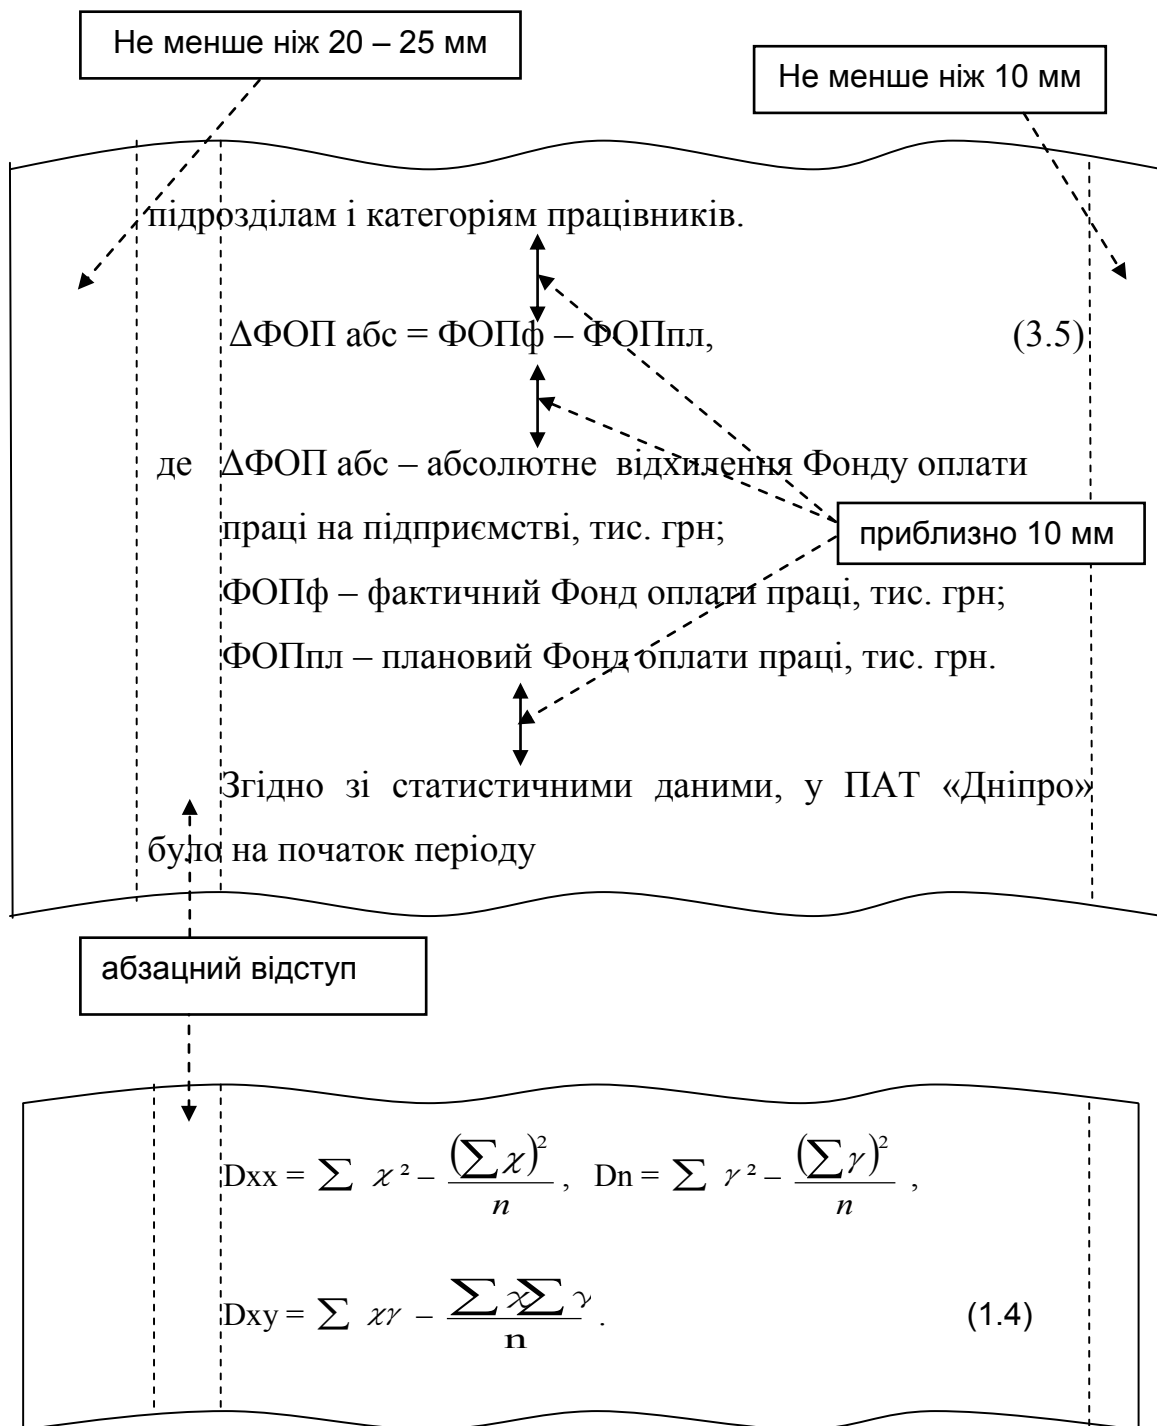 Не менше ніж 20 – 25 мм
Не менше ніж 10 мм
підрозділам і категоріям працівників.
ΔФОП абс = ФОПф – ФОПпл, (3.5)
де ΔФОП абс – абсолютне відхилення Фонду оплати
праці на підприємстві, тис. грн;
приблизно 10 мм
ФОПф – фактичний Фонд оплати праці, тис. грн;
ФОПпл – плановий Фонд оплати праці, тис. грн.
Згідно зі статистичними даними, у ПАТ «Дніпро»
було на початок періоду
абзацний відступ
Dxx = ∑ χ ² – (∑χ)² / n , Dn = ∑ γ ² – (∑γ)² / n ,
Dxy = ∑ χγ – ∑ χ∑ γ / n . (1.4)